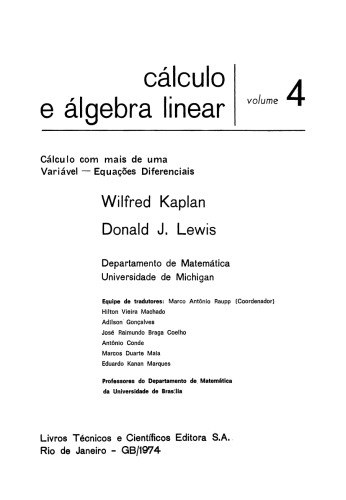 cálculo
e álgebra linear
volume 4
Cálculo com mais de uma
Variável — Equações Diferenciais
Wilfred Kaplan
Donald J. Lewis
Departamento de Matemática
Universidade de Michigan
Equipe de tradutores: Marco Antônio Raupp (Coordenador)
Hilton Vieira Machado
Adilson Gonçalves
José Raimundo Braga Coelho
Antônio Conde
Marcos Duarte Maia
Eduardo Kanan Marques
Professores do Departamento de Matemática
da Universidade de Brasília
Livros Técnicos e Científicos Editora S.A.
Rio de Janeiro - GB/1974